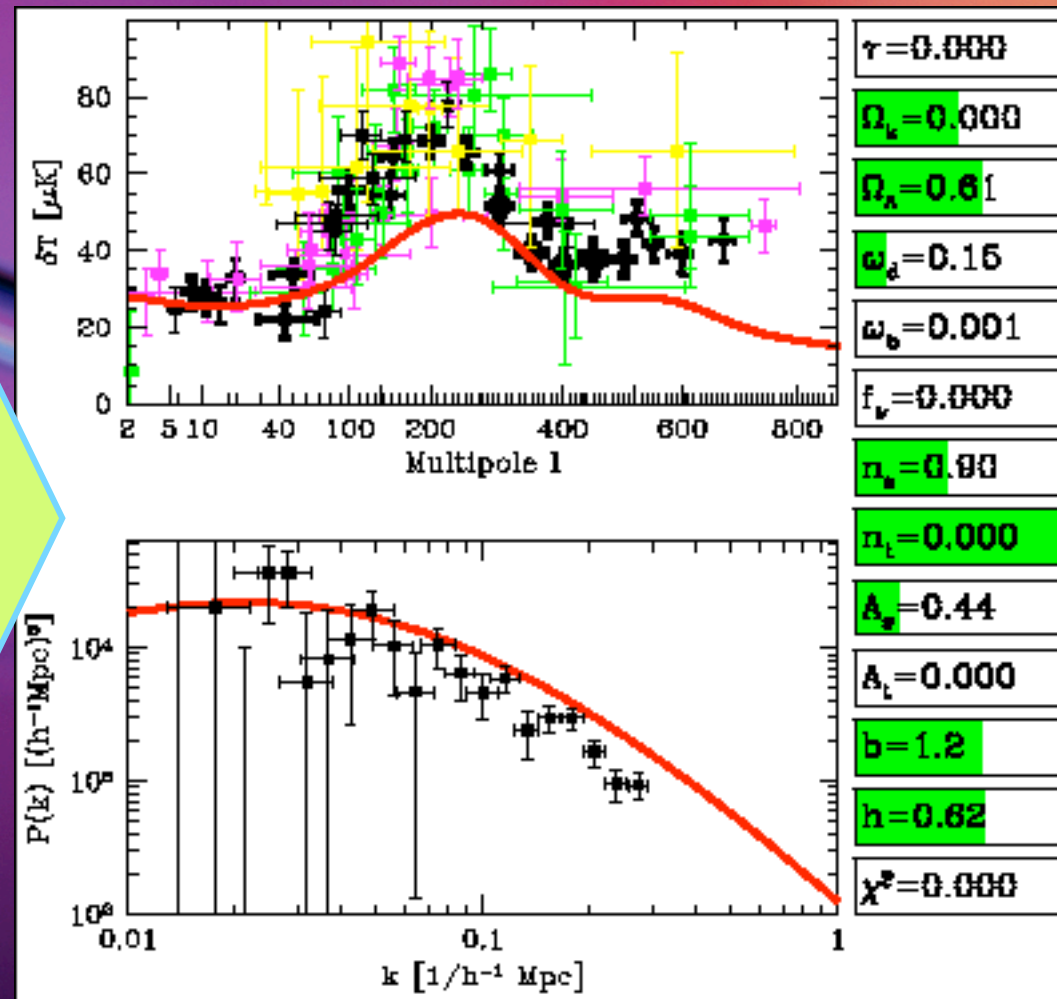 δT [μK]
80
60
40
20
0
2 5 10 40 100 200 400 600 800
Multipole l
P(k) [(h⁻¹Mpc)³]
10⁴
0.01 0.1 1
k [1/h⁻¹ Mpc]
τ=0.000
Ωₖ=0.000
Ω_Λ=0.61
ω_d=0.15
ω_b=0.001
f_ν=0.000
nₛ=0.90
nₜ=0.000
Aₛ=0.44
Aₜ=0.000
b=1.2
h=0.62
χ²=0.000